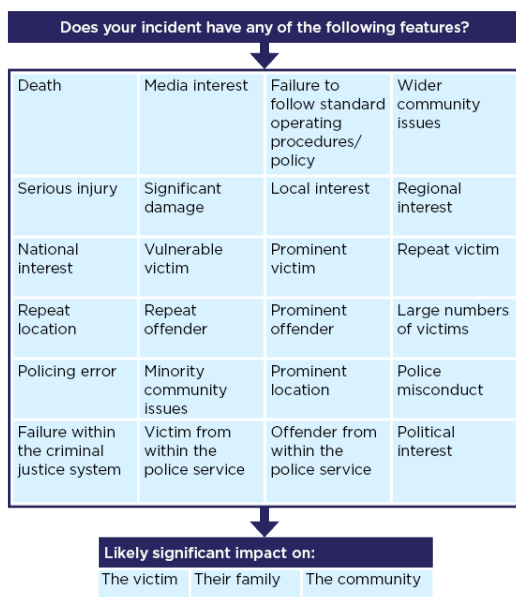 Does your incident have any of the following features?
Death
Media interest
Failure to
follow standard
operating
procedures/
policy
Wider
community
issues
Serious injury
Significant
damage
Local interest
Regional
interest
National
interest
Vulnerable
victim
Prominent
victim
Repeat victim
Repeat
location
Repeat
offender
Prominent
offender
Large numbers
of victims
Policing error
Minority
community
issues
Prominent
location
Police
misconduct
Failure within
the criminal
justice system
Victim from
within the
police service
Offender from
within the
police service
Political
interest
Likely significant impact on:
The victim
Their family
The community